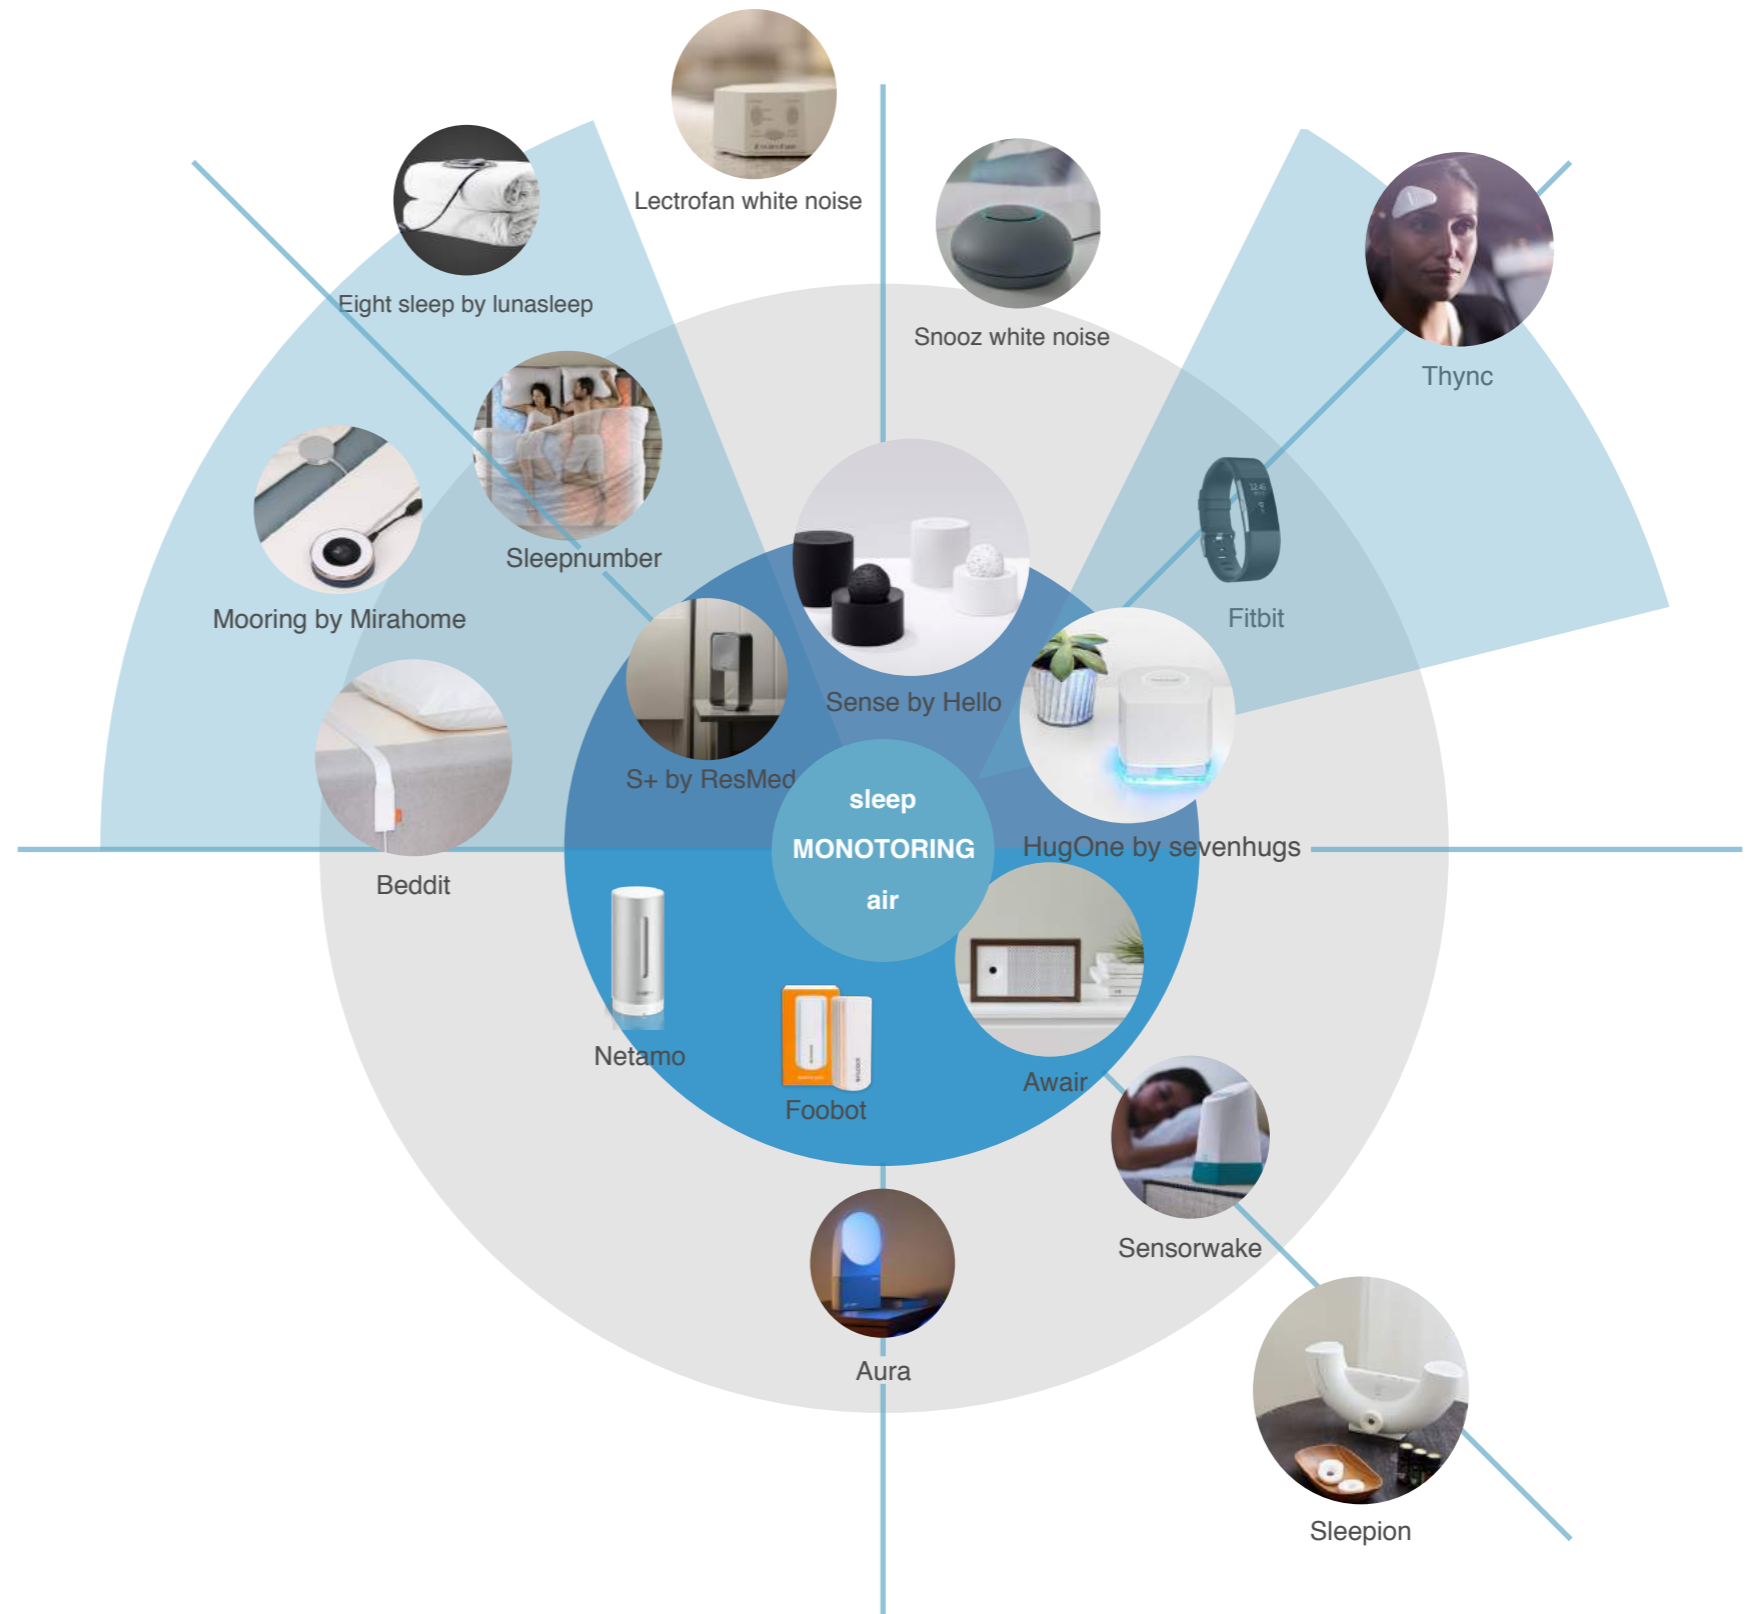 Lectrofan white noise
Eight sleep by lunasleep
Snooz white noise
Thync
Sleepnumber
Mooring by Mirahome
Fitbit
Sense by Hello
S+ by ResMed
sleep
MONOTORING
air
HugOne by sevenhugs
Beddit
Netamo
Awair
Foobot
Sensorwake
Aura
Sleepion